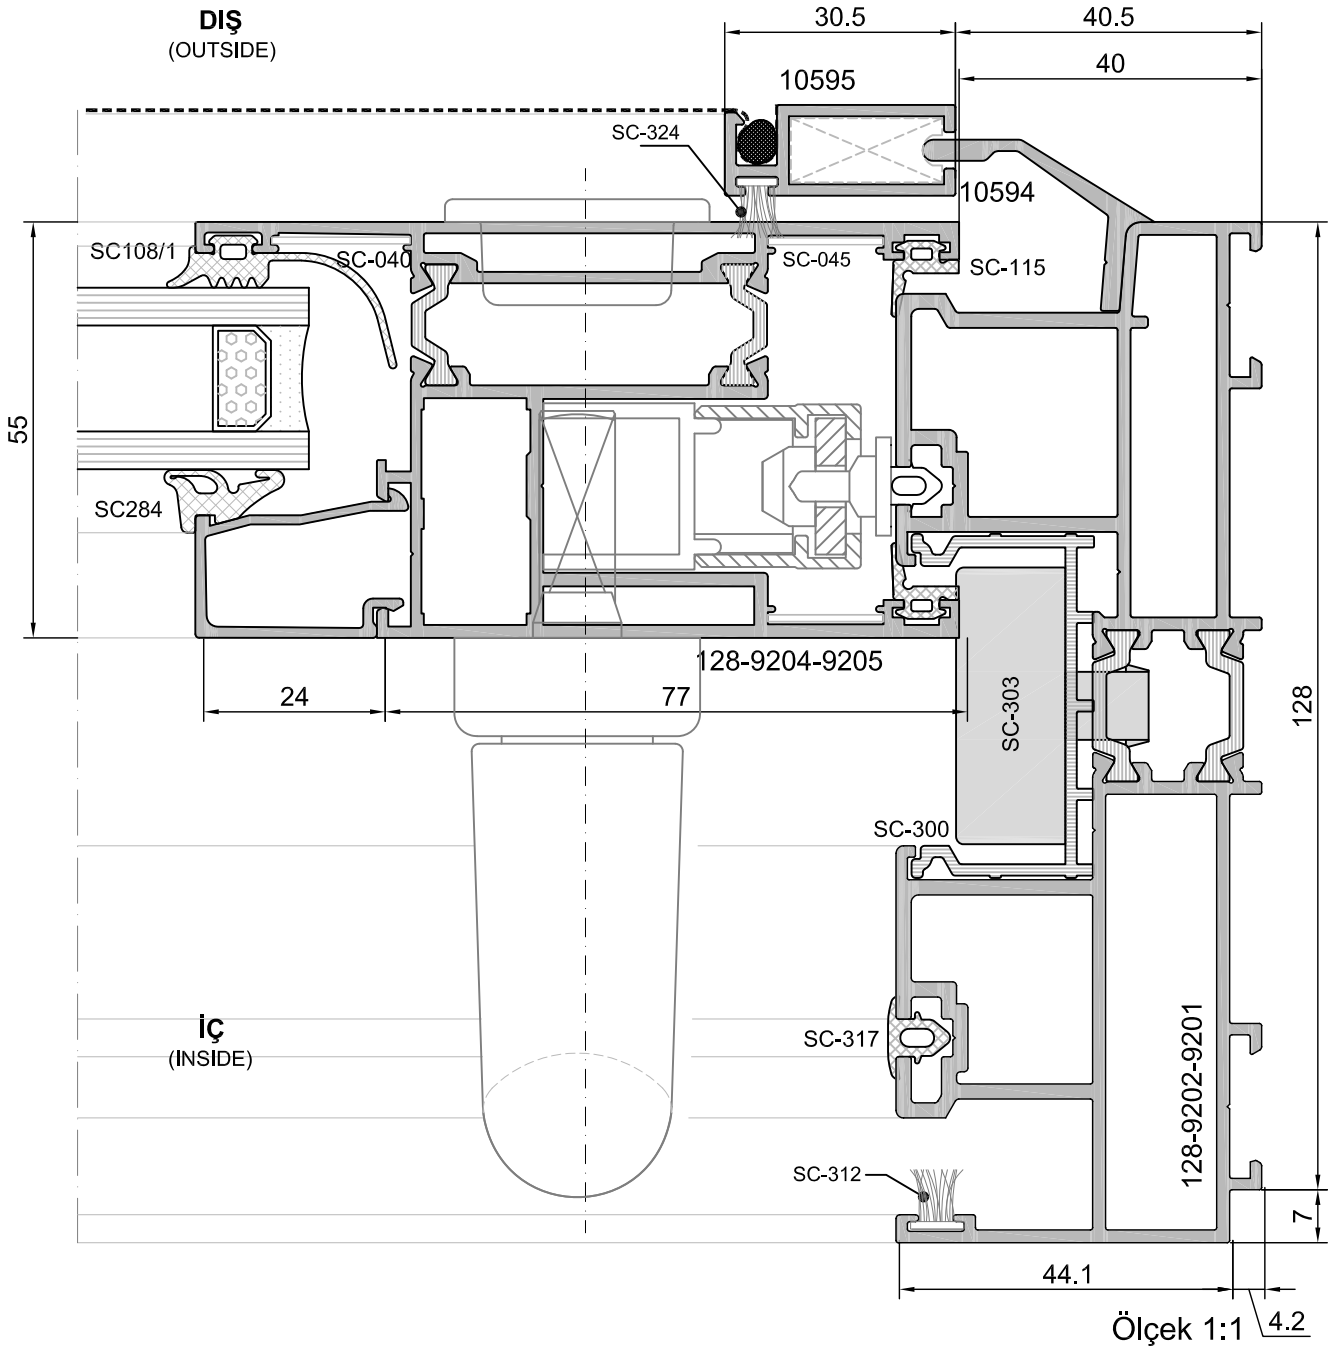 DIŞ
(OUTSIDE)
30.5
40.5
40
10595
SC-324
10594
SC108/1
SC-040
SC-045
SC-115
55
SC284
128-9204-9205
24
77
SC-303
128
SC-300
İÇ
(INSIDE)
SC-317
128-9202-9201
SC-312
7
44.1
4.2
Ölçek 1:1